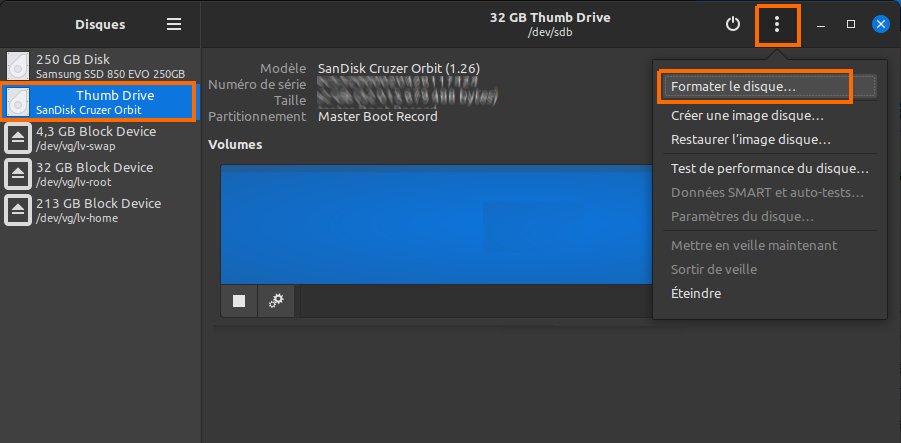 Disques
32 GB Thumb Drive
/dev/sdb
250 GB Disk
Samsung SSD 850 EVO 250GB
Thumb Drive
SanDisk Cruzer Orbit
4,3 GB Block Device
/dev/vg/lv-swap
32 GB Block Device
/dev/vg/lv-root
213 GB Block Device
/dev/vg/lv-home
Modèle SanDisk Cruzer Orbit (1.26)
Numéro de série
Taille
Partitionnement Master Boot Record
Volumes
Formater le disque…
Créer une image disque…
Restaurer l’image disque…
Test de performance du disque…
Données SMART et auto-tests…
Paramètres du disque…
Mettre en veille maintenant
Sortir de veille
Éteindre